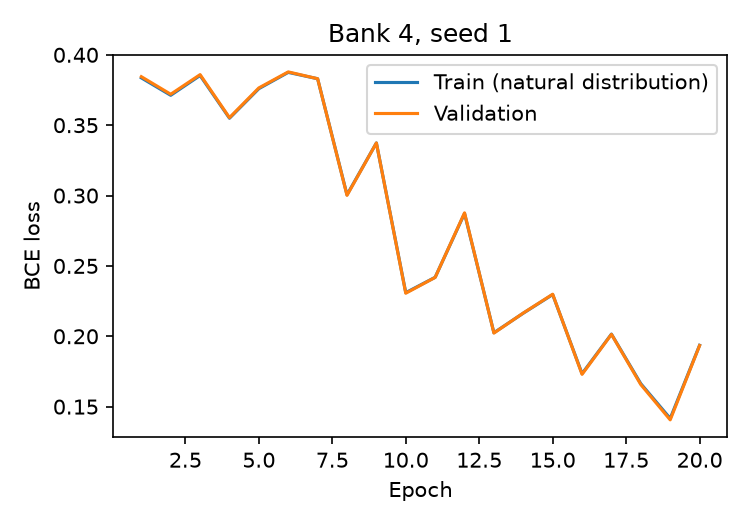 Bank 4, seed 1
BCE loss
0.40
0.35
0.30
0.25
0.20
0.15
Train (natural distribution)
Validation
2.5 5.0 7.5 10.0 12.5 15.0 17.5 20.0
Epoch